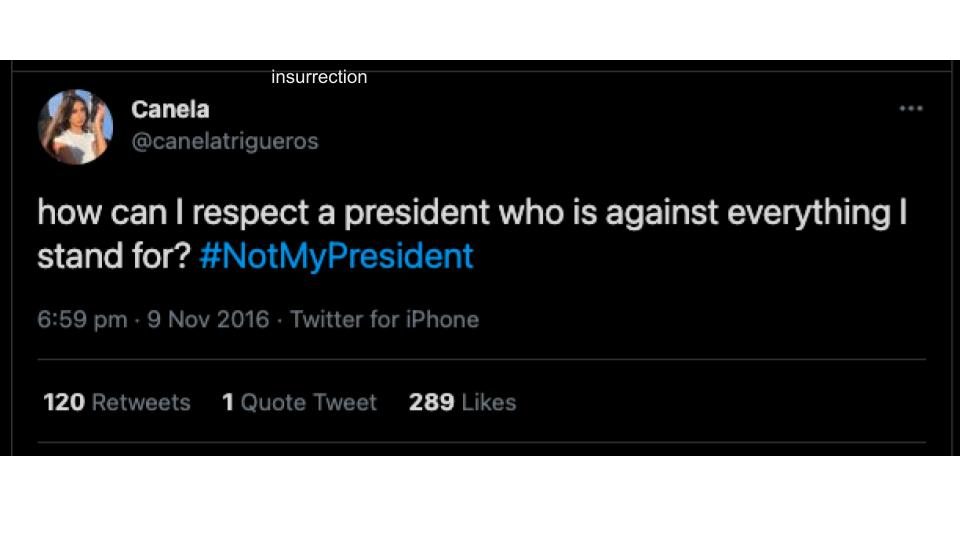 insurrection
Canela
@canelatrigueros
how can I respect a president who is against everything I
stand for? #NotMyPresident
6:59 pm · 9 Nov 2016 · Twitter for iPhone
120 Retweets 1 Quote Tweet 289 Likes